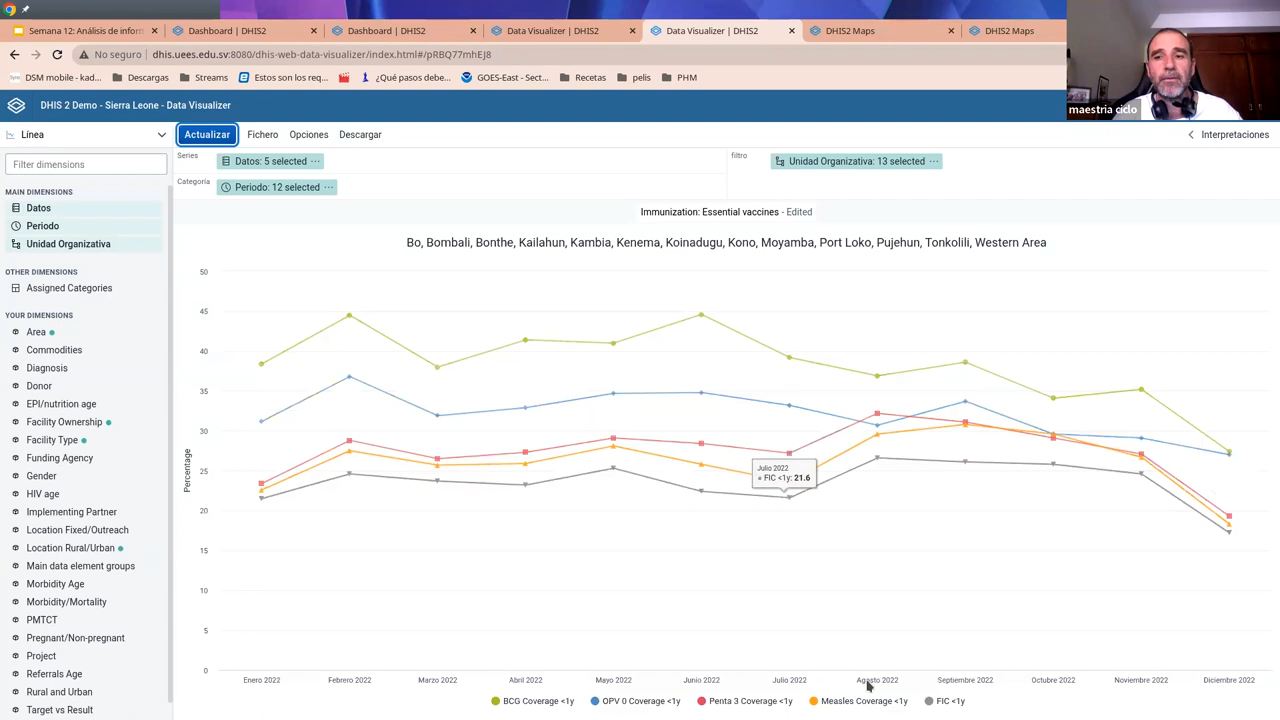 Semana 12: Análisis de inforn
Dashboard | DHIS2
Dashboard | DHIS2
Data Visualizer | DHIS2
Data Visualizer | DHIS2
DHIS2 Maps
DHIS2 Maps
No seguro
dhis.uees.edu.sv:8080/dhis-web-data-visualizer/index.html#/pRBQ77mhEJ8
DSM mobile - kad...
Descargas
Streams
Estos son los req...
¿Qué pasos debe...
GOES-East - Sect...
Recetas
pelis
PHM
maestria ciclo
DHIS 2 Demo - Sierra Leone - Data Visualizer
Línea
Actualizar
Fichero
Opciones
Descargar
Interpretaciones
Filter dimensions
Series
Datos: 5 selected
filtro
Unidad Organizativa: 13 selected
Categoría
Periodo: 12 selected
MAIN DIMENSIONS
Datos
Periodo
Unidad Organizativa
OTHER DIMENSIONS
Assigned Categories
YOUR DIMENSIONS
Area
Commodities
Diagnosis
Donor
EPI/nutrition age
Facility Ownership
Facility Type
Funding Agency
Gender
HIV age
Implementing Partner
Location Fixed/Outreach
Location Rural/Urban
Main data element groups
Morbidity Age
Morbidity/Mortality
PMTCT
Pregnant/Non-pregnant
Project
Referrals Age
Rural and Urban
Target vs Result
Immunization: Essential vaccines - Edited
Bo, Bombali, Bonthe, Kailahun, Kambia, Kenema, Koinadugu, Kono, Moyamba, Port Loko, Pujehun, Tonkolili, Western Area
Percentage
50
45
40
35
30
25
20
15
10
5
0
Julio 2022
FIC <1y: 21.6
Enero 2022
Febrero 2022
Marzo 2022
Abril 2022
Mayo 2022
Junio 2022
Julio 2022
Agosto 2022
Septiembre 2022
Octubre 2022
Noviembre 2022
Diciembre 2022
BCG Coverage <1y
OPV 0 Coverage <1y
Penta 3 Coverage <1y
Measles Coverage <1y
FIC <1y